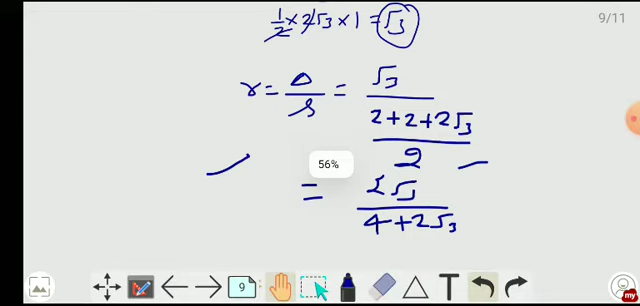 1/2 × 2√3 × 1 = √3
9/11
r = Δ/s = √3 / ((2 + 2 + 2√3)/2)
56%
= 2√3 / (4 + 2√3)
9
T
my